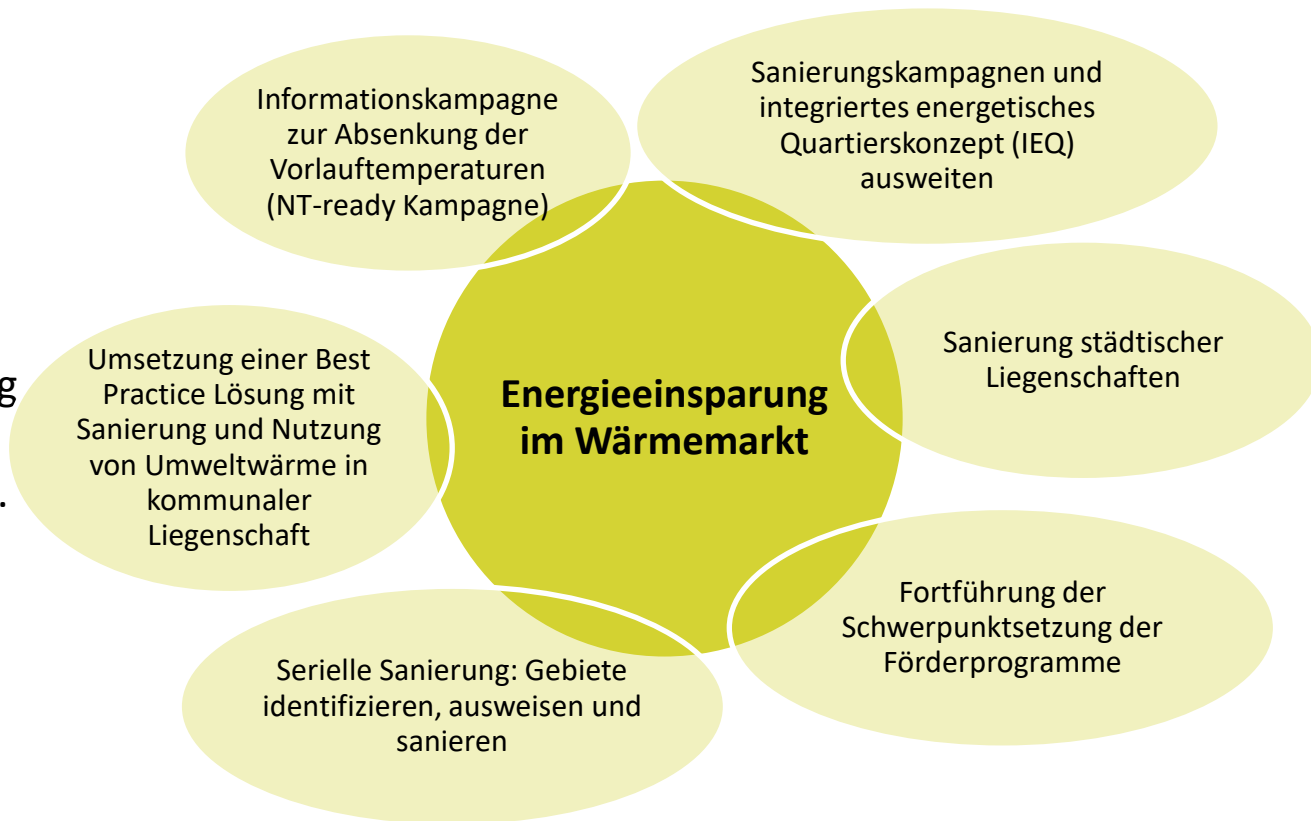 Informationskampagne
zur Absenkung der
Vorlauftemperaturen
(NT-ready Kampagne)
Sanierungskampagnen und
integriertes energetisches
Quartierskonzept (IEQ)
ausweiten
Sanierung städtischer
Liegenschaften
Fortführung der
Schwerpunktsetzung der
Förderprogramme
Serielle Sanierung: Gebiete
identifizieren, ausweisen und
sanieren
Umsetzung einer Best
Practice Lösung mit
Sanierung und Nutzung
von Umweltwärme in
kommunaler
Liegenschaft
Energieeinsparung
im Wärmemarkt
g
.